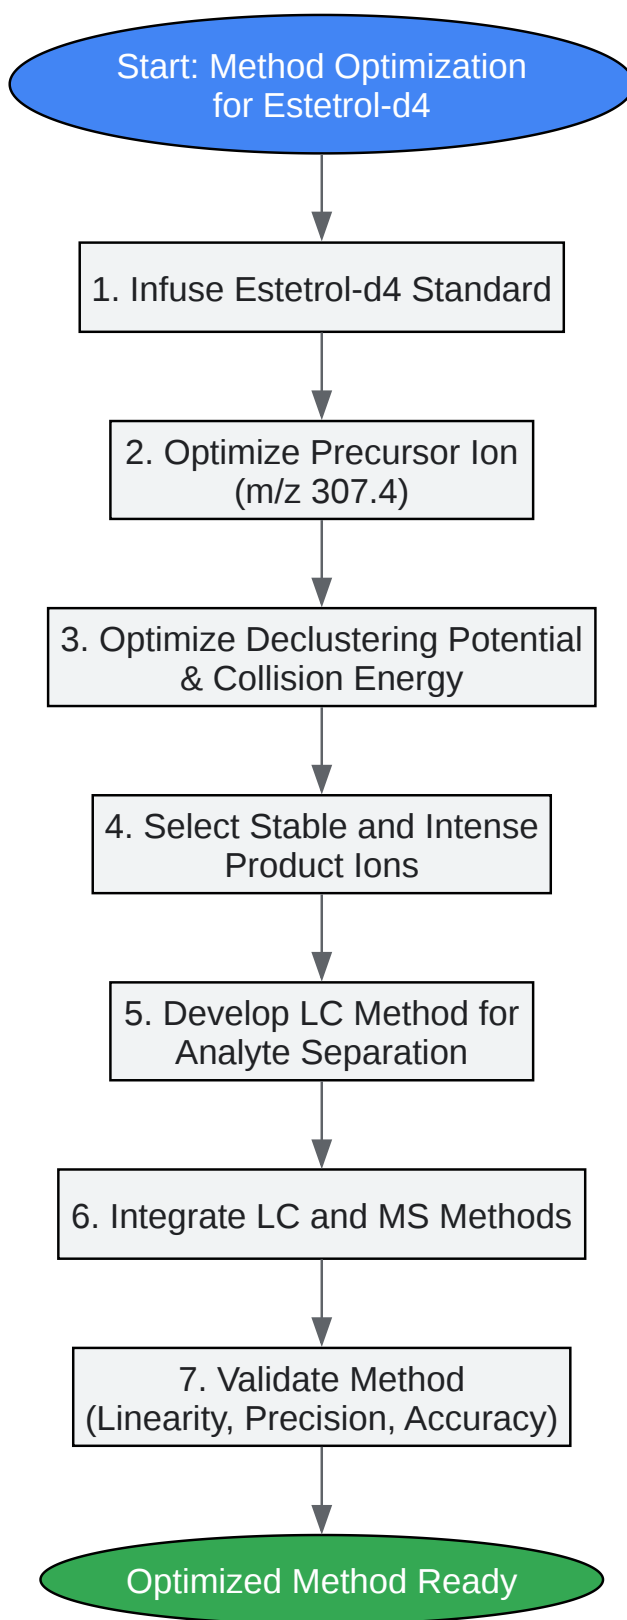 Start: Method Optimization
for Estetrol-d4
1. Infuse Estetrol-d4 Standard
2. Optimize Precursor Ion
(m/z 307.4)
3. Optimize Declustering Potential
& Collision Energy
4. Select Stable and Intense
Product Ions
5. Develop LC Method for
Analyte Separation
6. Integrate LC and MS Methods
7. Validate Method
(Linearity, Precision, Accuracy)
Optimized Method Ready